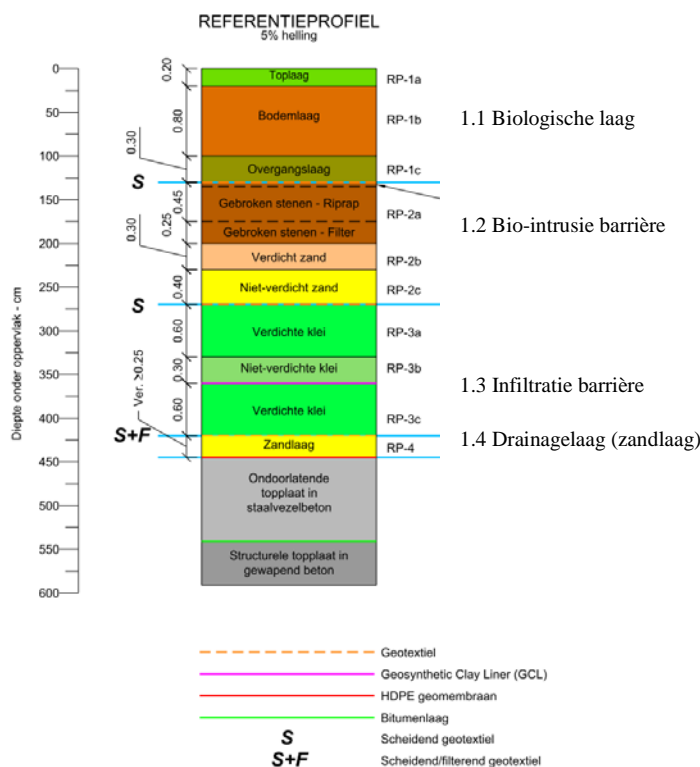 REFERENTIEPROFIEL
5% helling
Diepte onder oppervlak - cm
0
50
100
150
200
250
300
350
400
450
500
550
600
0.20
0.80
0.30
0.45
0.25
0.30
0.40
0.60
0.30
0.60
Ver. ≥0.25
S
S
S+F
Toplaag
RP-1a
Bodemlaag
RP-1b
1.1 Biologische laag
Overgangslaag
RP-1c
Gebroken stenen - Riprap
RP-2a
1.2 Bio-intrusie barrière
Gebroken stenen - Filter
Verdicht zand
RP-2b
Niet-verdicht zand
RP-2c
Verdichte klei
RP-3a
Niet-verdichte klei
RP-3b
1.3 Infiltratie barrière
Verdichte klei
RP-3c
Zandlaag
RP-4
1.4 Drainagelaag (zandlaag)
Ondoorlatende
topplaat in
staalvezelbeton
Structurele topplaat in
gewapend beton
Geotextiel
Geosynthetic Clay Liner (GCL)
HDPE geomembraan
Bitumenlaag
S Scheidend geotextiel
S+F Scheidend/filterend geotextiel